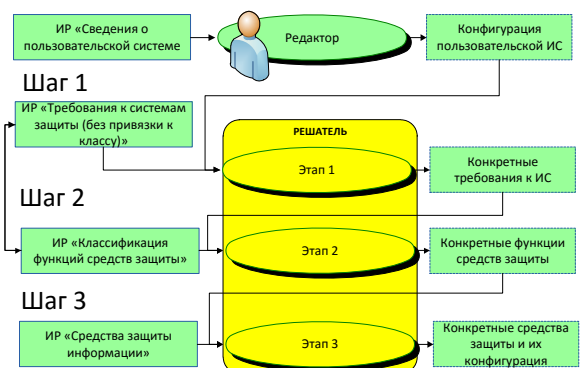 ИР «Сведения о
пользовательской системе
Редактор
Конфигурация
пользовательской ИС
Шаг 1
ИР «Требования к системам
защиты (без привязки к
классу)»
РЕШАТЕЛЬ
Этап 1
Конкретные
требования к ИС
Шаг 2
ИР «Классификация
функций средств защиты»
Этап 2
Конкретные функции
средств защиты
Шаг 3
ИР «Средства защиты
информации»
Этап 3
Конкретные средства
защиты и их
конфигурация